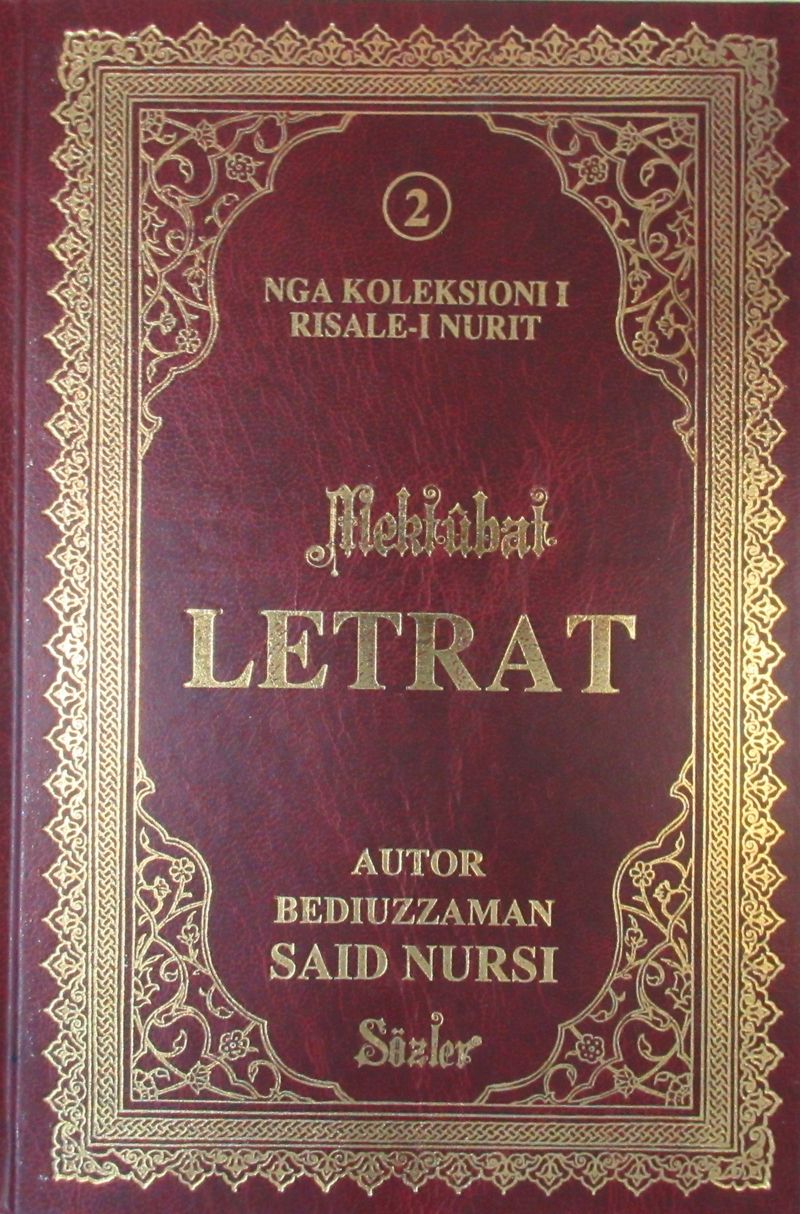 2
NGA KOLEKSIONI I
RISALE-I NURIT
Mektûbat
LETRAT
AUTOR
BEDIUZZAMAN
SAID NURSI
Sözler